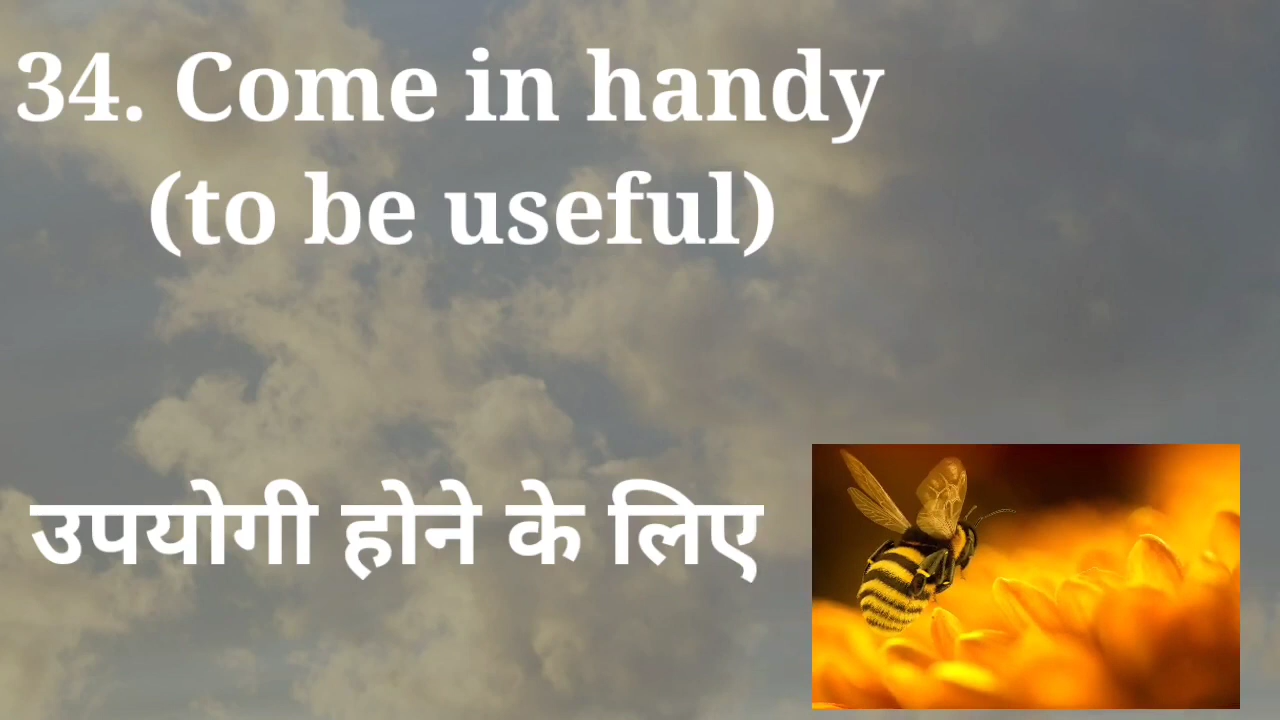 34. Come in handy
(to be useful)
उपयोगी होने के लिए